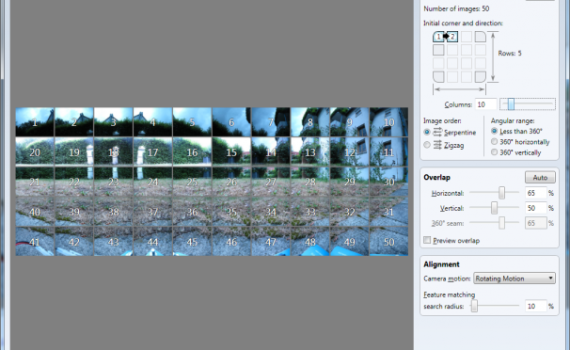 Number of images: 50
Initial corner and direction:
1 2
Rows: 5
Columns: 10
Image order:
Serpentine
Zigzag
Angular range:
Less than 360°
360° horizontally
360° vertically
Overlap
Auto
Horizontal: 65 %
Vertical: 50 %
360° seam: 65 %
Preview overlap
Alignment
Camera motion: Rotating Motion
Feature matching
search radius: 10 %
1 2 3 4 5 6 7 8 9 10
20 19 18 17 16 15 14 13 12 11
21 22 23 24 25 26 27 28 29 30
40 39 38 37 36 35 34 33 32 31
41 42 43 44 45 46 47 48 49 50